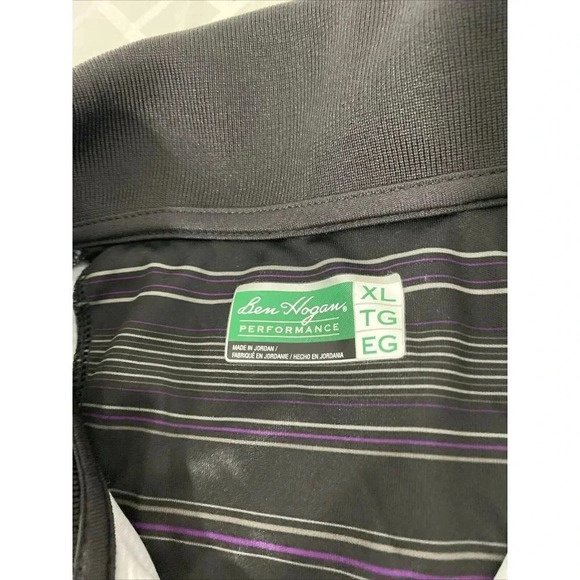 Ben Hogan®
PERFORMANCE
MADE IN JORDAN /
FABRIQUÉ EN JORDANIE / HECHO EN JORDANIA
XL
TG
EG